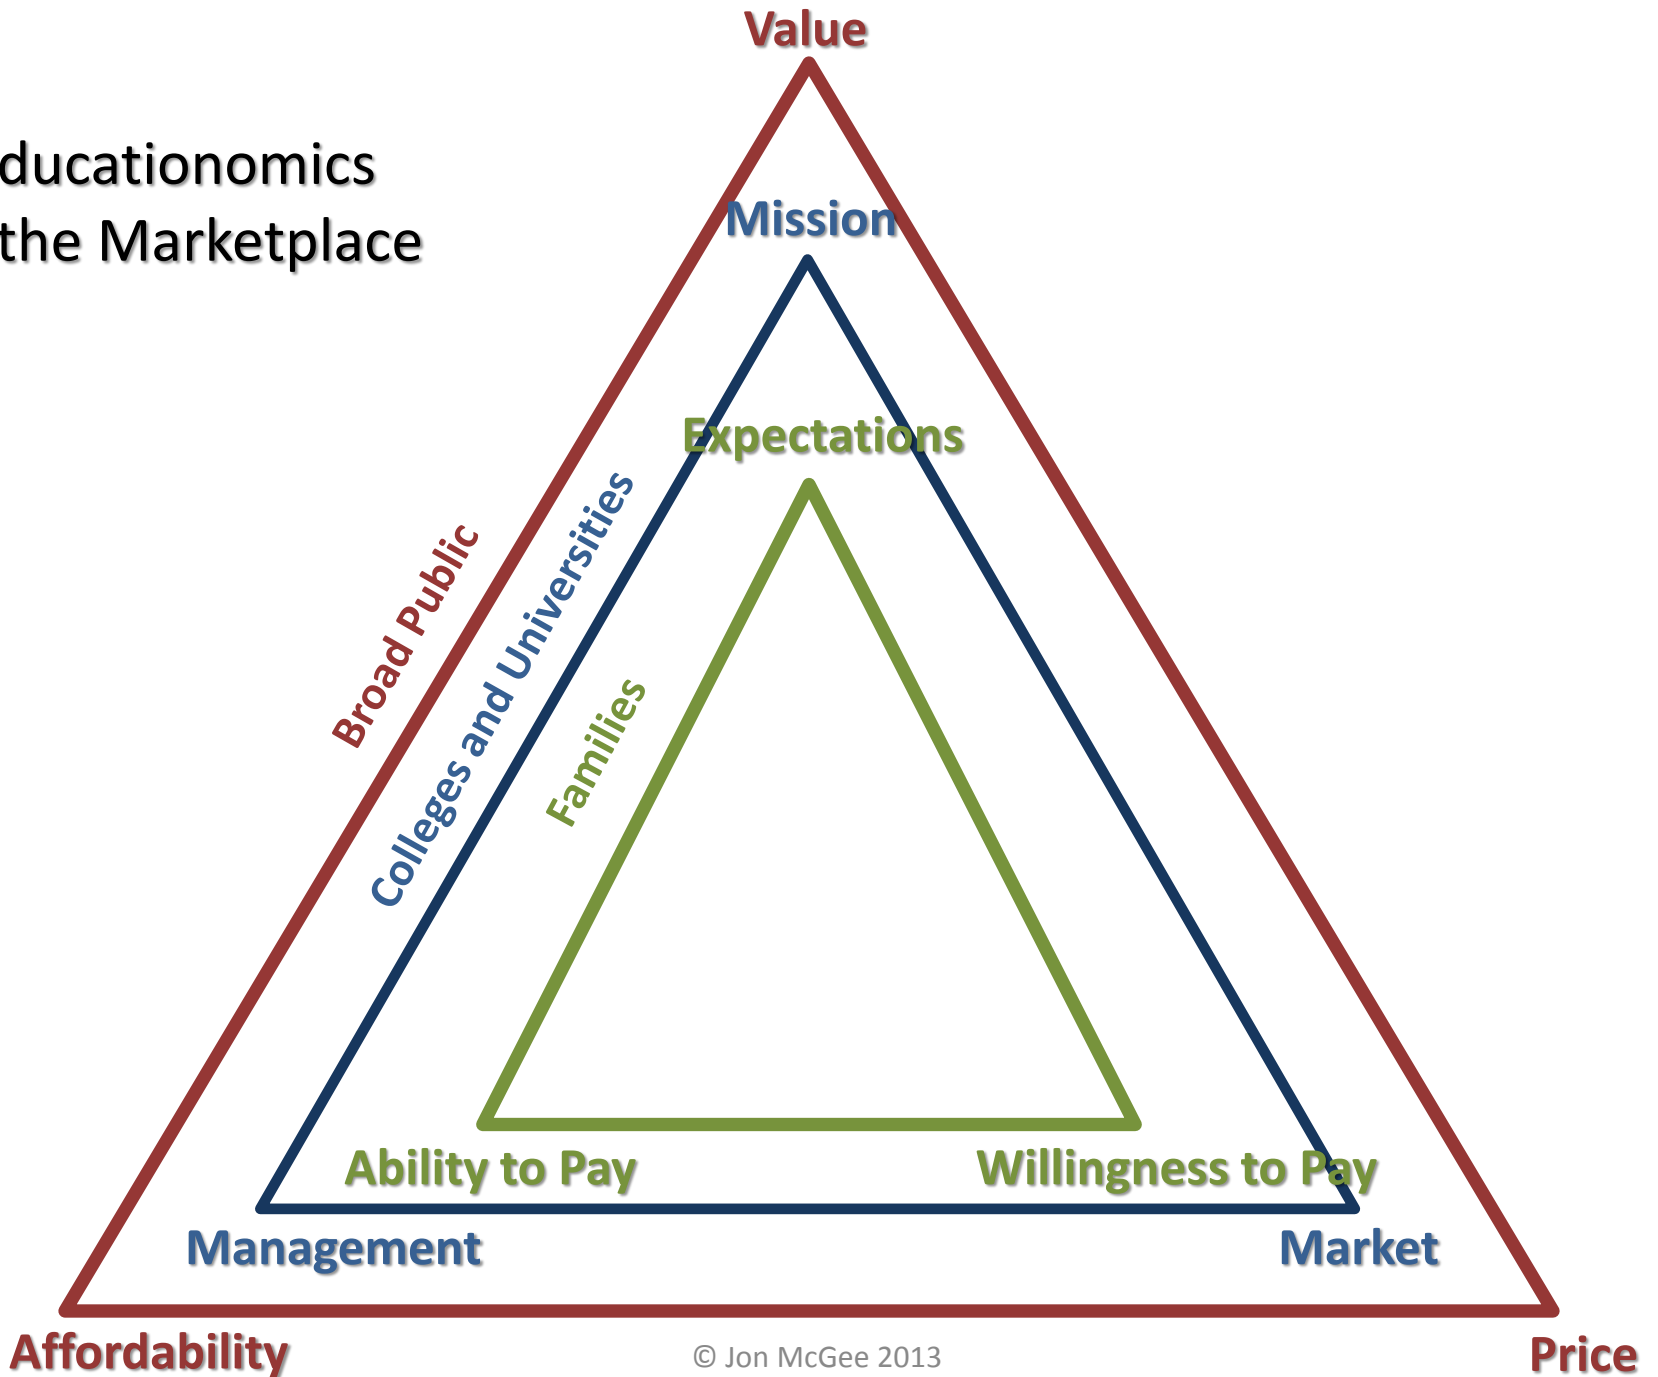 Value
ducationomics
the Marketplace
Mission
Expectations
Broad Public
Colleges and Universities
Families
Ability to Pay
Willingness to Pay
Management
Market
Affordability
© Jon McGee 2013
Price